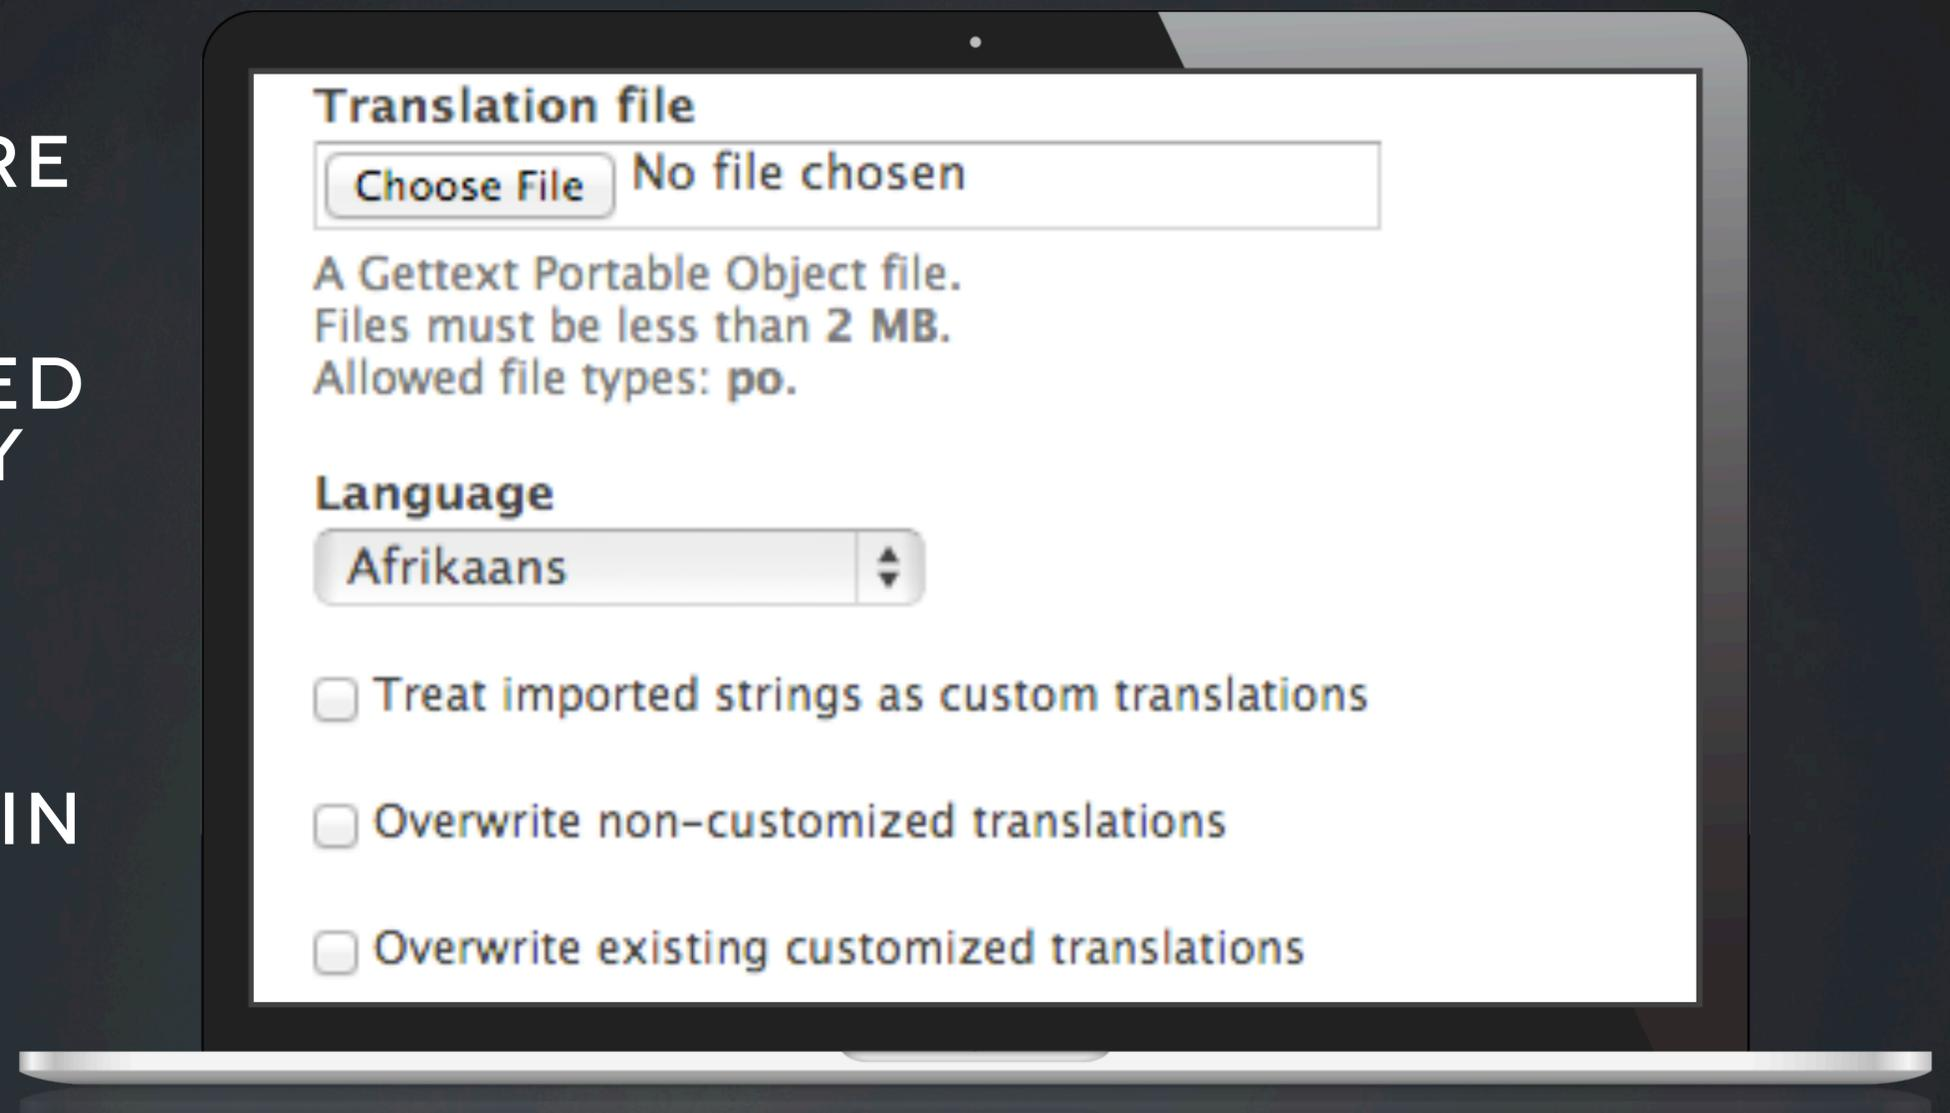 RE
ED
Y
IN
Translation file
Choose File No file chosen
A Gettext Portable Object file.
Files must be less than 2 MB.
Allowed file types: po.
Language
Afrikaans
Treat imported strings as custom translations
Overwrite non-customized translations
Overwrite existing customized translations